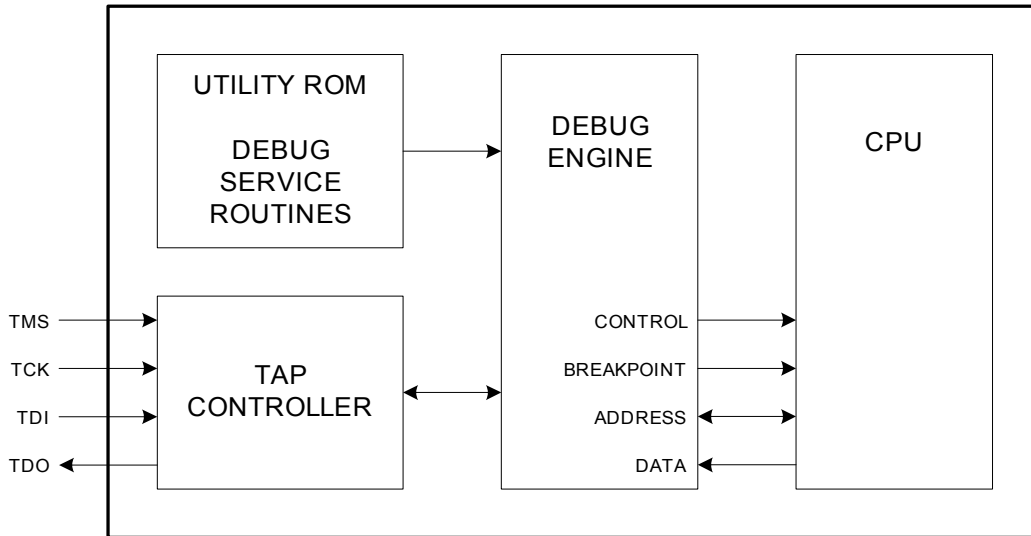 UTILITY ROM
DEBUG
SERVICE
ROUTINES
DEBUG
ENGINE
CPU
TMS
TCK
TDI
TDO
TAP
CONTROLLER
CONTROL
BREAKPOINT
ADDRESS
DATA